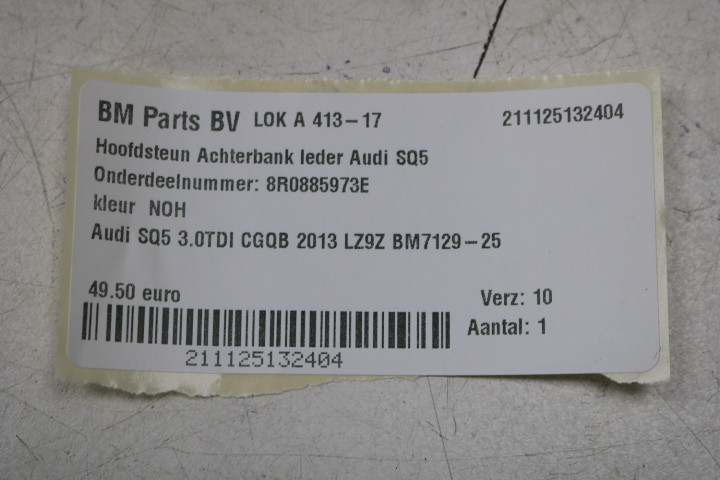 BM Parts BV LOK A 413-17 211125132404
Hoofdsteun Achterbank leder Audi SQ5
Onderdeelnummer: 8R0885973E
kleur NOH
Audi SQ5 3.0TDI CGQB 2013 LZ9Z BM7129-25
49.50 euro Verz: 10
Aantal: 1
211125132404